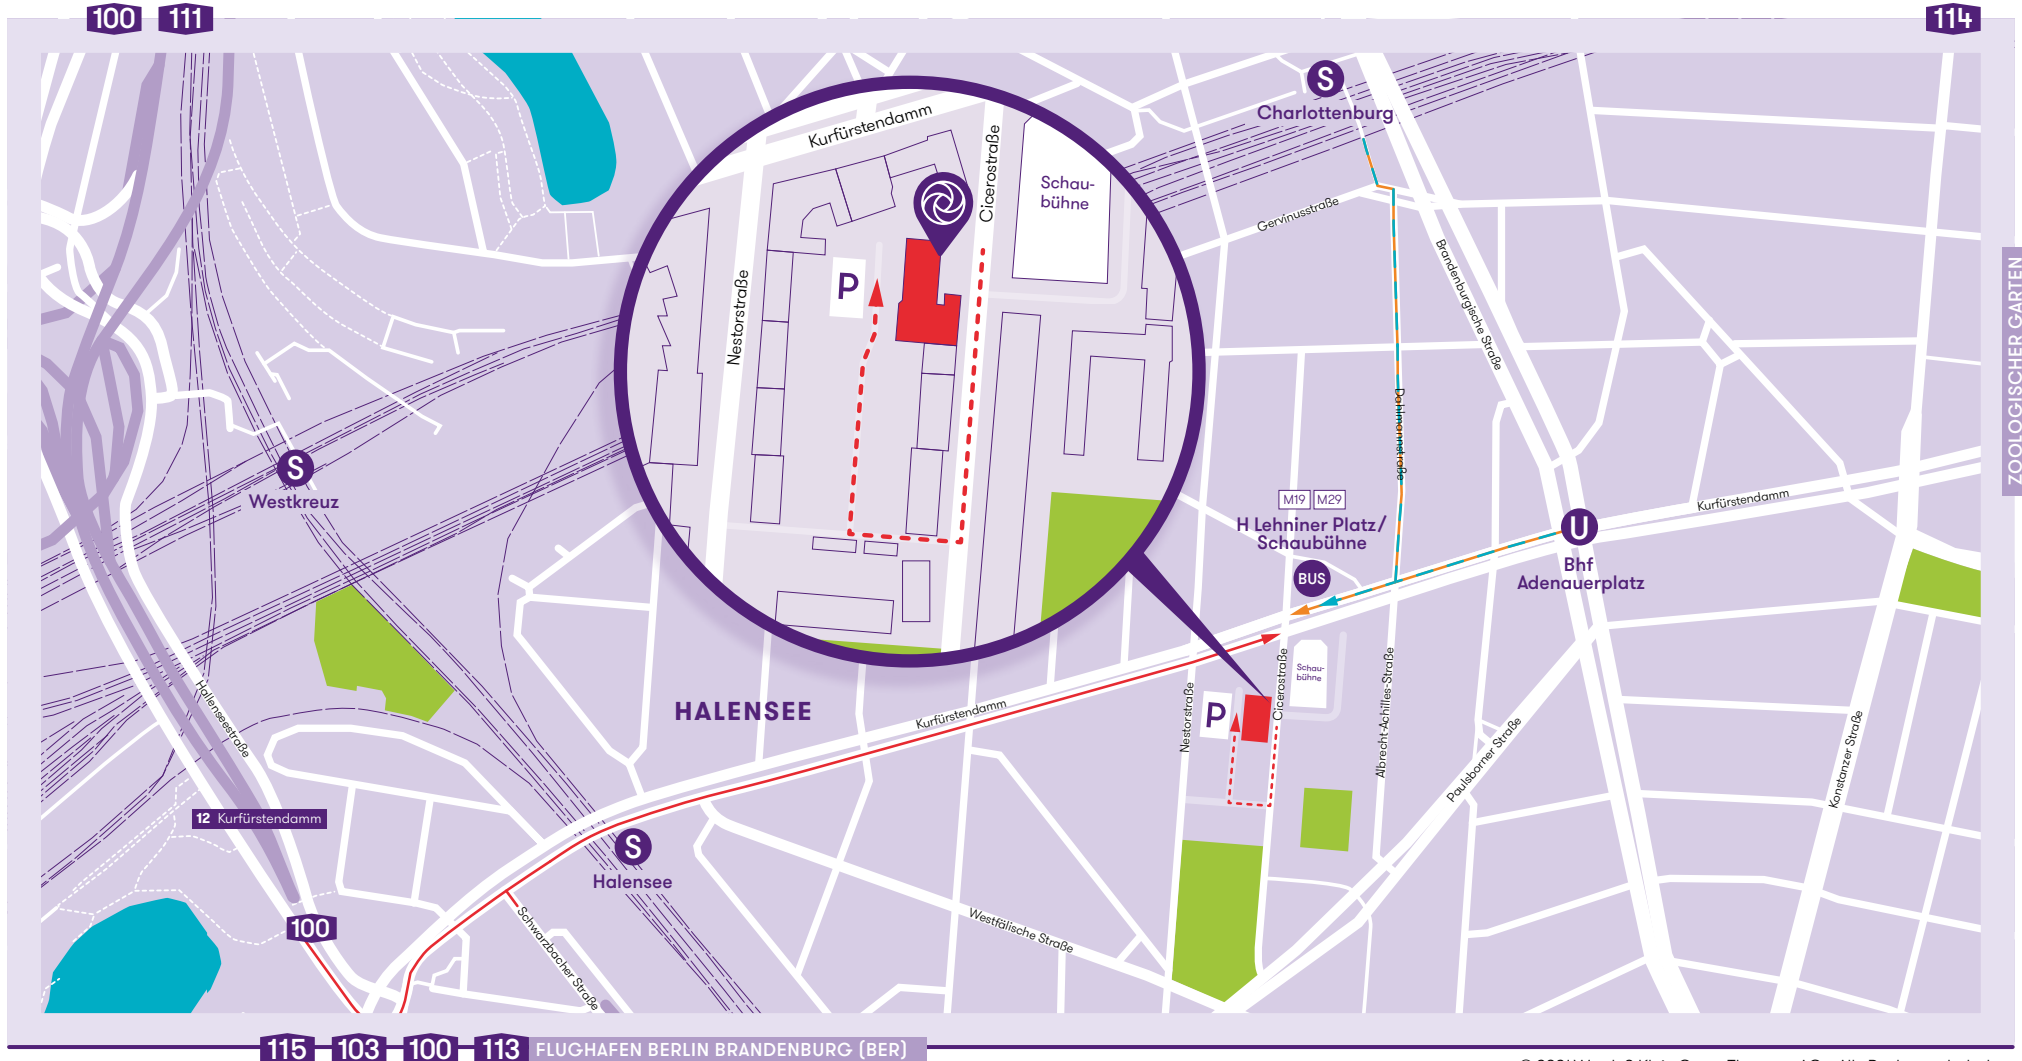 100
111
114
S
Charlottenburg
Kurfürstendamm
Cicerostraße
Schau-
bühne
P
Nestorstraße
Gervinusstraße
Brandenburgische Straße
ZOOLOGISCHER GARTEN
Dahlmannstraße
S
Westkreuz
M19 M29
H Lehniner Platz/
Schaubühne
BUS
Kurfürstendamm
U
Bhf
Adenauerplatz
Hallenseestraße
HALENSEE
Kurfürstendamm
Nestorstraße
P
Cicerostraße
Schau-
bühne
Albrecht-Achilles-Straße
Paulsborner Straße
Konstanzer Straße
12 Kurfürstendamm
S
Halensee
100
Schwarzbacher Straße
Westfälische Straße
115
103
100
113
FLUGHAFEN BERLIN BRANDENBURG (BER)